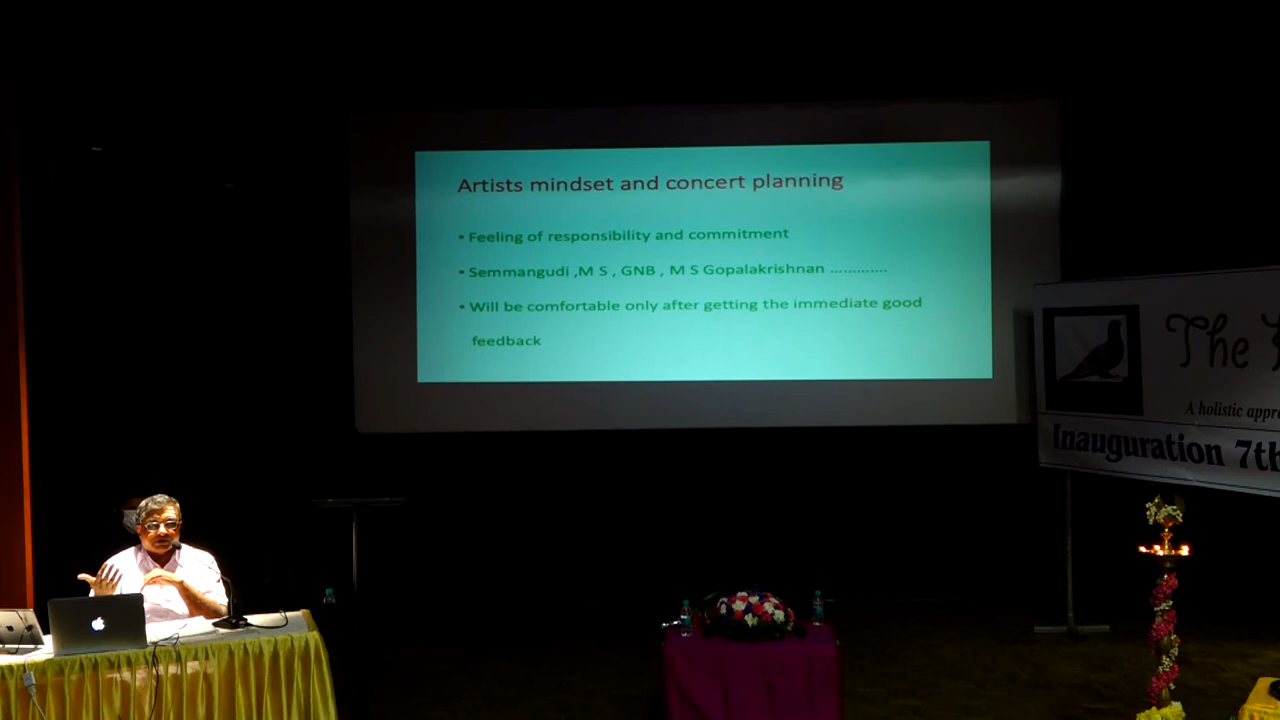 Artists mindset and concert planning
• Feeling of responsibility and commitment
• Semmangudi ,M S , GNB , M S Gopalakrishnan .............
• Will be comfortable only after getting the immediate good
feedback
The
A holistic
Inauguration 7th